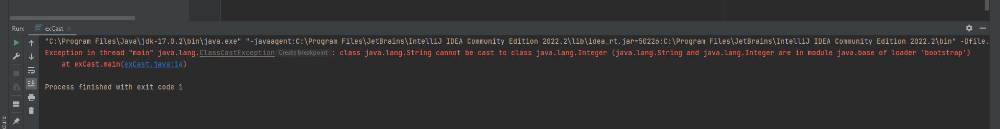 Run: exCast
"C:\Program Files\Java\jdk-17.0.2\bin\java.exe" "-javaagent:C:\Program Files\JetBrains\IntelliJ IDEA Community Edition 2022.2\lib\idea_rt.jar=50226:C:\Program Files\JetBrains\IntelliJ IDEA Community Edition 2022.2\bin" -Dfile.
Exception in thread "main" java.lang.ClassCastException Create breakpoint : class java.lang.String cannot be cast to class java.lang.Integer (java.lang.String and java.lang.Integer are in module java.base of loader 'bootstrap')
at exCast.main(exCast.java:14)
Process finished with exit code 1
cture